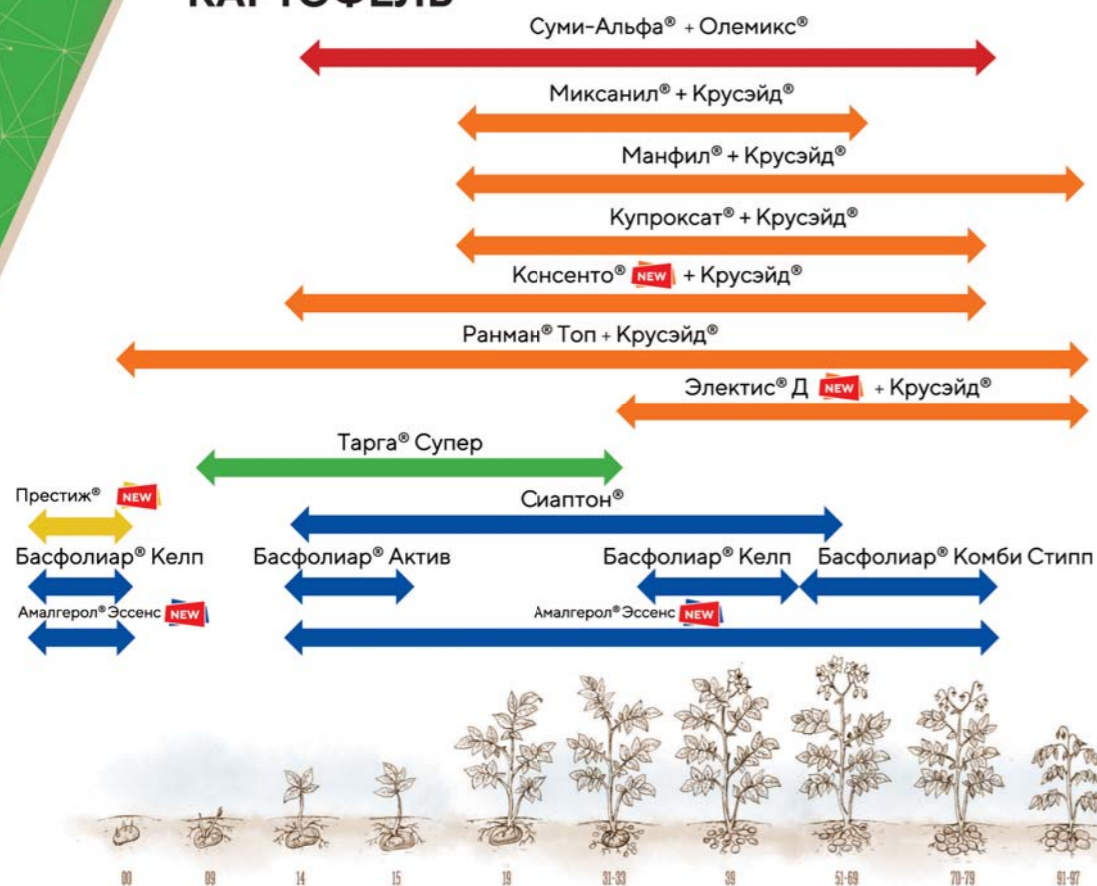 КАРТОФЕЛЬ
Суми-Альфа® + Олемикс®
Миксанил® + Крусэйд®
Манфил® + Крусэйд®
Купроксат® + Крусэйд®
Консенто® NEW + Крусэйд®
Ранман® Топ + Крусэйд®
Электис® Д NEW + Крусэйд®
Тарга® Супер
Престиж® NEW
Сиаптон®
Басфолиар® Келп Басфолиар® Актив Басфолиар® Келп Басфолиар® Комби Стипп
Амалгерол® Эссенс NEW Амалгерол® Эссенс NEW
00 09 14 15 19 31-33 39 51-69 70-79 91-97